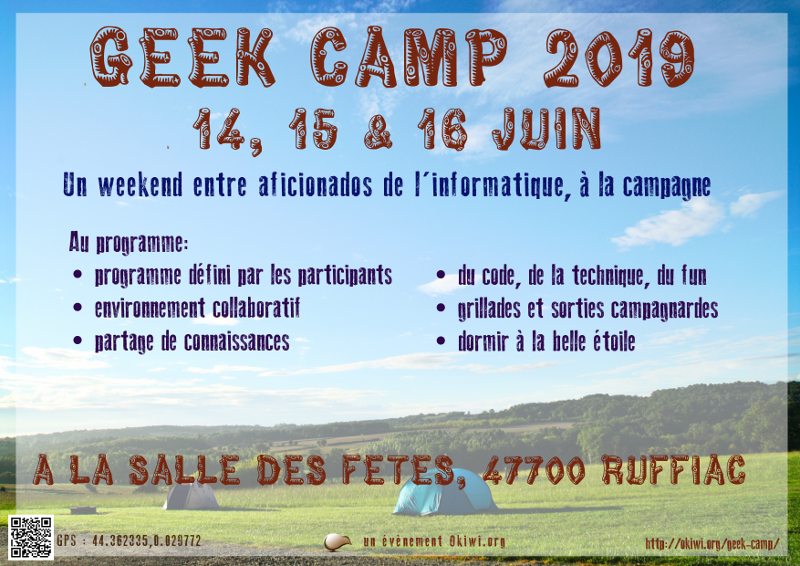 GEEK CAMP 2019
14, 15 & 16 JUIN
Un weekend entre aficionados de l'informatique, à la campagne
Au programme:
• programme défini par les participants
• environnement collaboratif
• partage de connaissances
• du code, de la technique, du fun
• grillades et sorties campagnardes
• dormir à la belle étoile
A LA SALLE DES FETES, 47700 RUFFIAC
GPS : 44.362335,0.029772
un évènement Okiwi.org
http://okiwi.org/geek-camp/